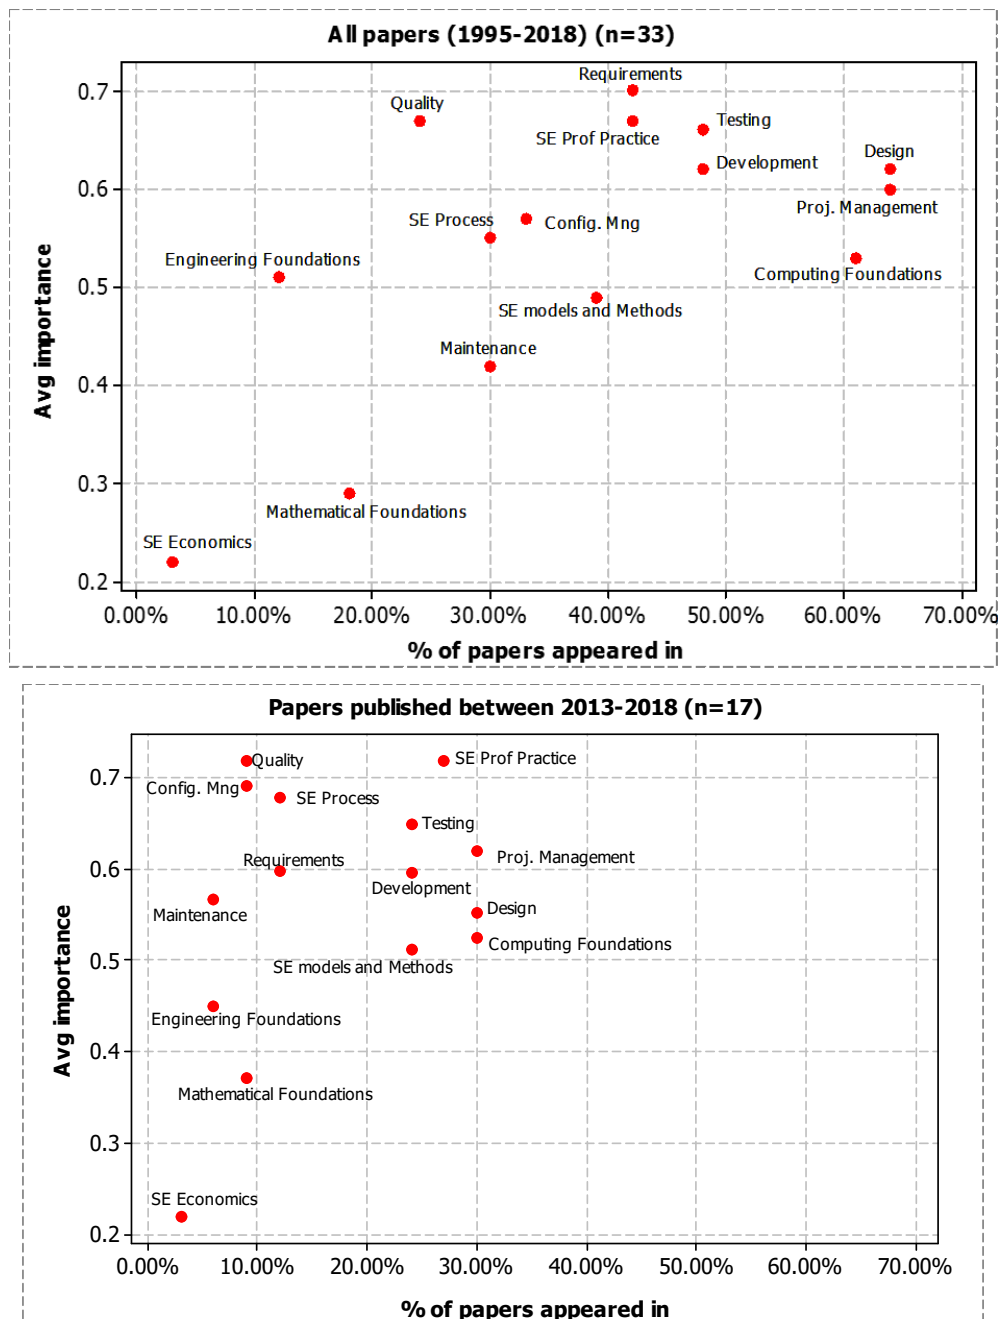 All papers (1995-2018) (n=33)
0.7
0.6
0.5
0.4
0.3
0.2
Avg importance
Requirements
Quality
SE Prof Practice
Testing
Development
Design
Proj. Management
SE Process
Config. Mng
Engineering Foundations
Computing Foundations
SE models and Methods
Maintenance
Mathematical Foundations
SE Economics
0.00% 10.00% 20.00% 30.00% 40.00% 50.00% 60.00% 70.00%
% of papers appeared in
Papers published between 2013-2018 (n=17)
0.7
0.6
0.5
0.4
0.3
0.2
Avg importance
Quality
SE Prof Practice
Config. Mng
SE Process
Testing
Requirements
Proj. Management
Development
Maintenance
Design
Computing Foundations
SE models and Methods
Engineering Foundations
Mathematical Foundations
SE Economics
0.00% 10.00% 20.00% 30.00% 40.00% 50.00% 60.00% 70.00%
% of papers appeared in